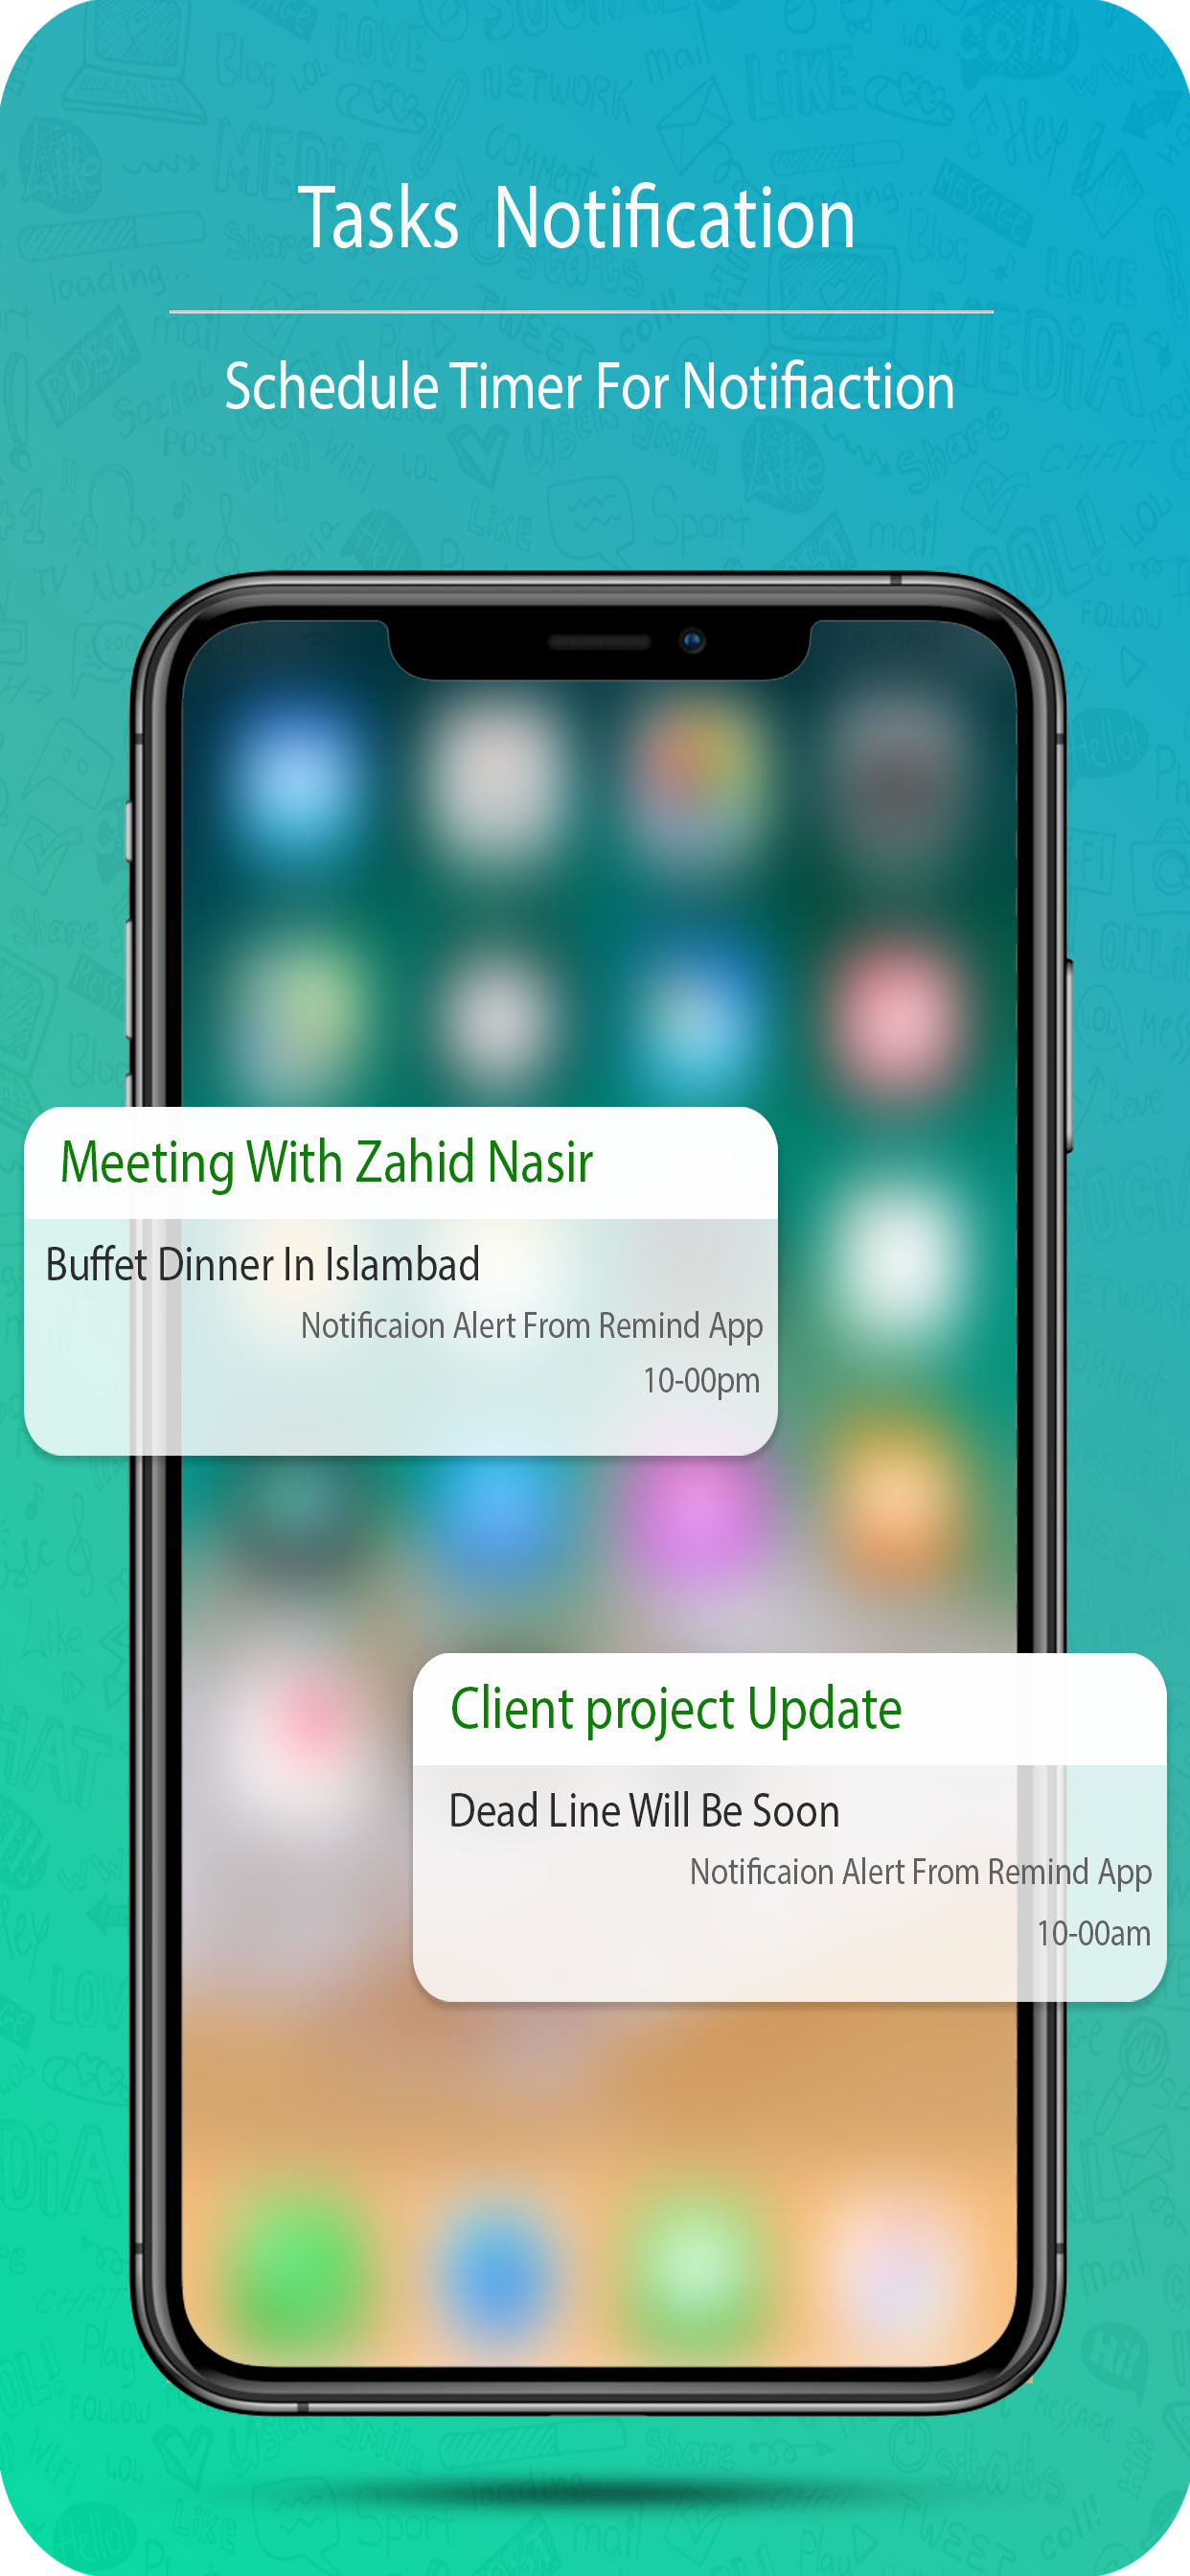 Tasks Notification
Schedule Timer For Notifiaction
Meeting With Zahid Nasir
Buffet Dinner In Islambad
Notificaion Alert From Remind App
10-00pm
Client project Update
Dead Line Will Be Soon
Notificaion Alert From Remind App
10-00am